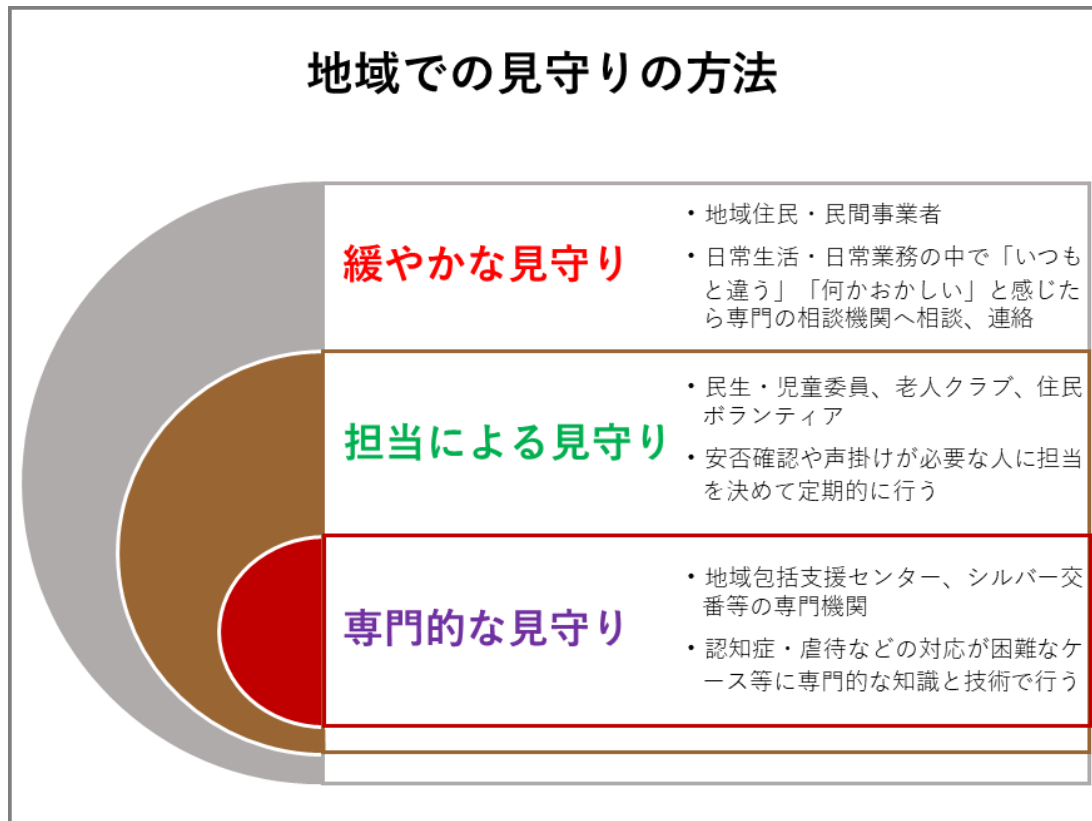 地域での見守りの方法
緩やかな見守り
・地域住民・民間事業者
・日常生活・日常業務の中で「いつも
と違う」「何かおかしい」と感じた
ら専門の相談機関へ相談、連絡
担当による見守り
・民生・児童委員、老人クラブ、住民
ボランティア
・安否確認や声掛けが必要な人に担当
を決めて定期的に行う
専門的な見守り
・地域包括支援センター、シルバー交
番等の専門機関
・認知症・虐待などの対応が困難なケ
ース等に専門的な知識と技術で行う